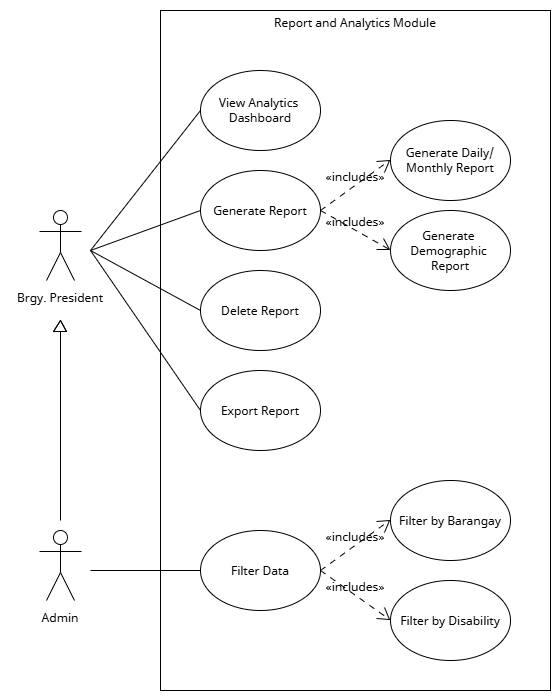 Report and Analytics Module
View Analytics
Dashboard
Generate Report
«includes»
Generate Daily/
Monthly Report
«includes»
Generate
Demographic
Report
Brgy. President
Delete Report
Export Report
Admin
Filter Data
«includes»
Filter by Barangay
«includes»
Filter by Disability